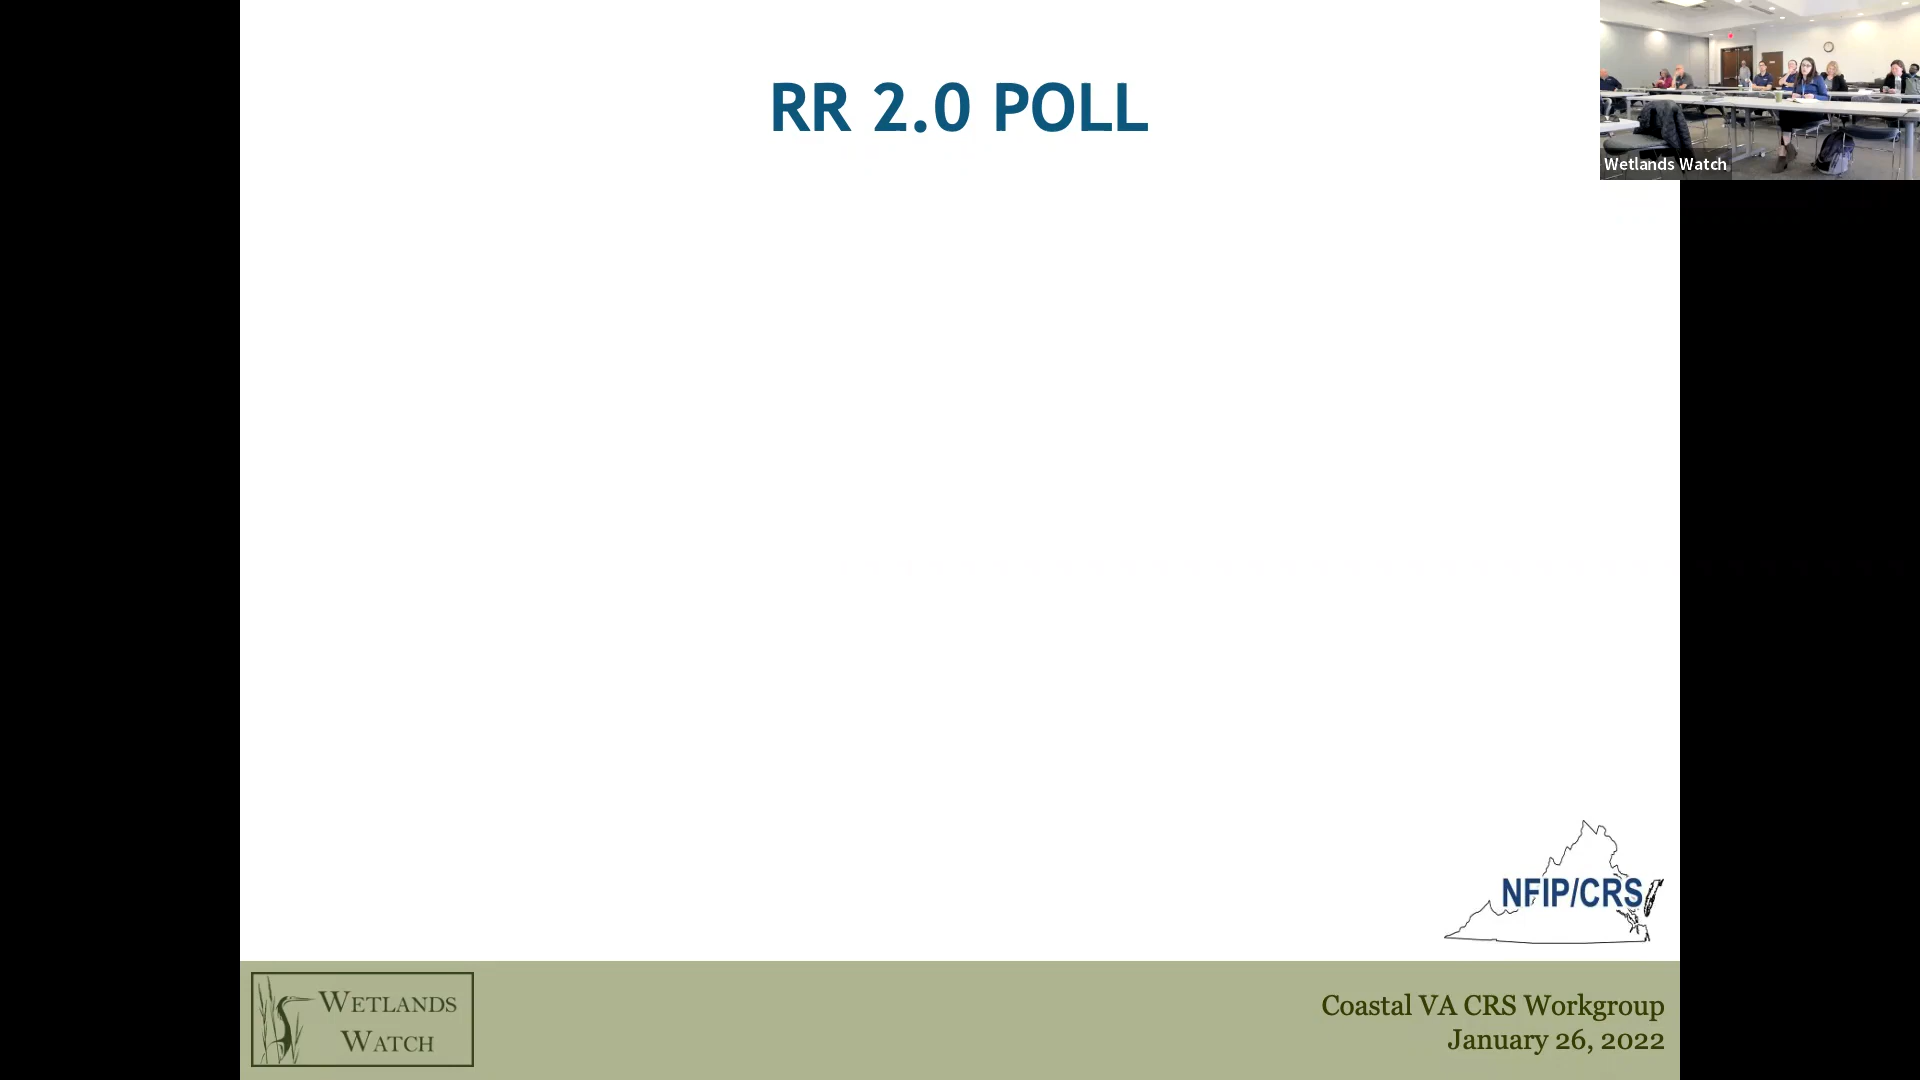 RR 2.0 POLL
Wetlands Watch
NFIP/CRS
WETLANDS
WATCH
Coastal VA CRS Workgroup
January 26, 2022